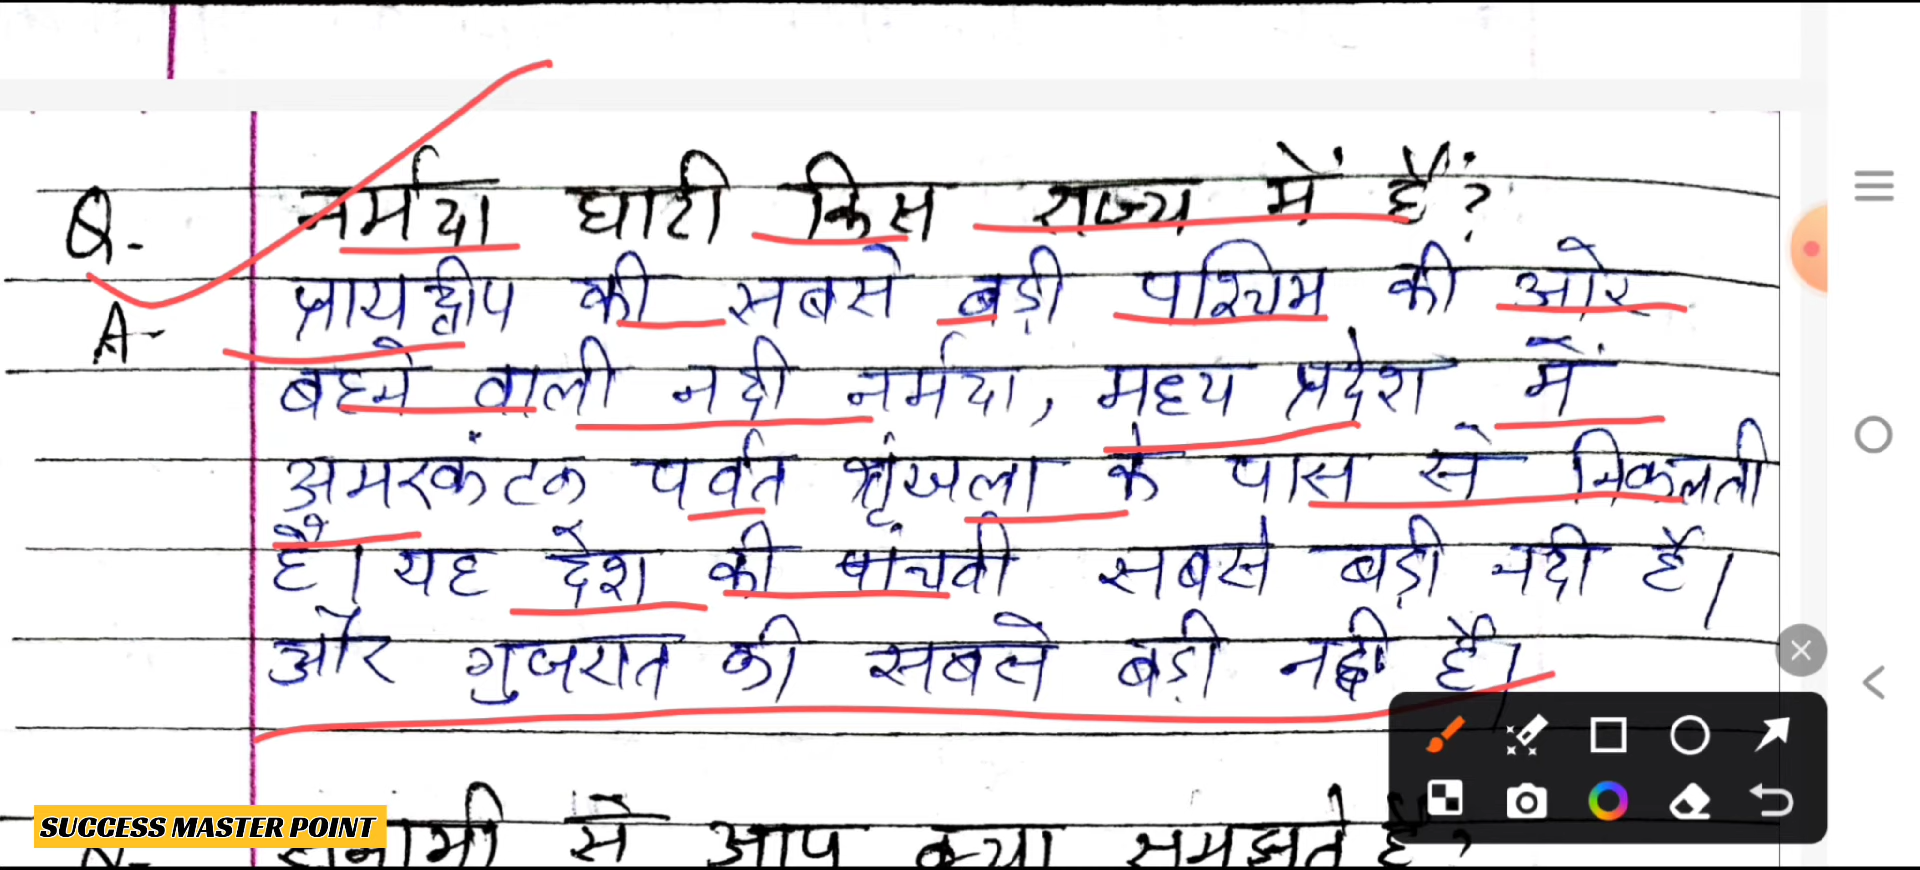 Q- नर्मदा घाटी किस राज्य में है?
A- प्रायद्वीप की सबसे बड़ी पश्चिम की ओर
बहने वाली नदी नर्मदा, मध्य प्रदेश में
अमरकंटक पर्वत श्रृंखला के पास से निकलती
है। यह देश की पांचवी सबसे बड़ी नदी है।
और गुजरात की सबसे बड़ी नदी है।
से आप क्या समझते है?
SUCCESS MASTER POINT